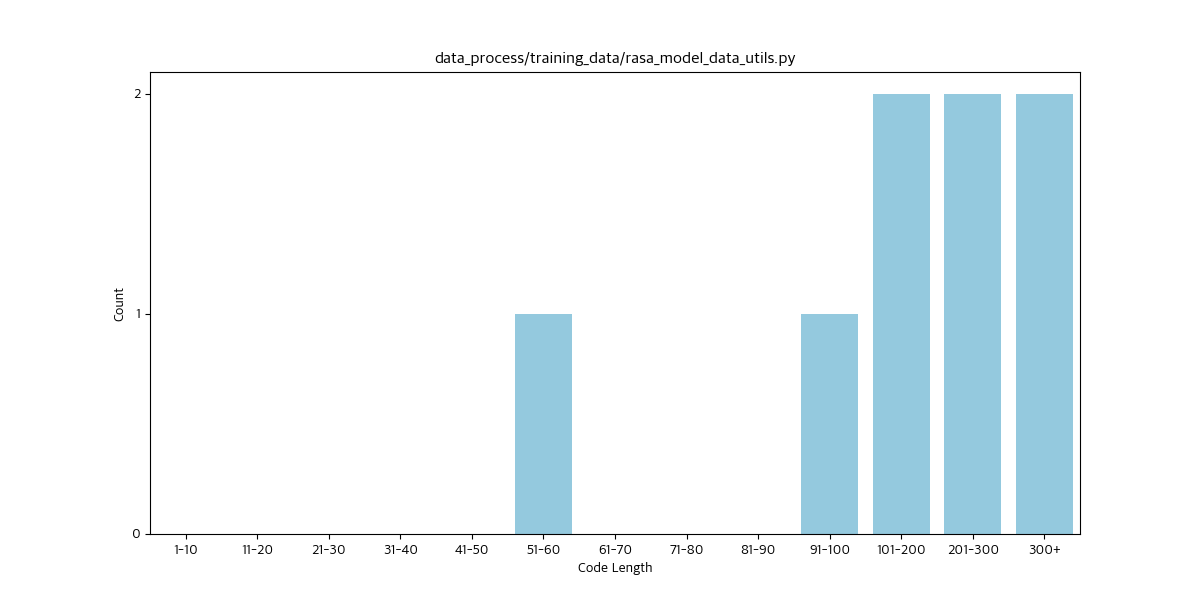 data_process/training_data/rasa_model_data_utils.py
Count
2
1
0
1-10 11-20 21-30 31-40 41-50 51-60 61-70 71-80 81-90 91-100 101-200 201-300 300+
Code Length